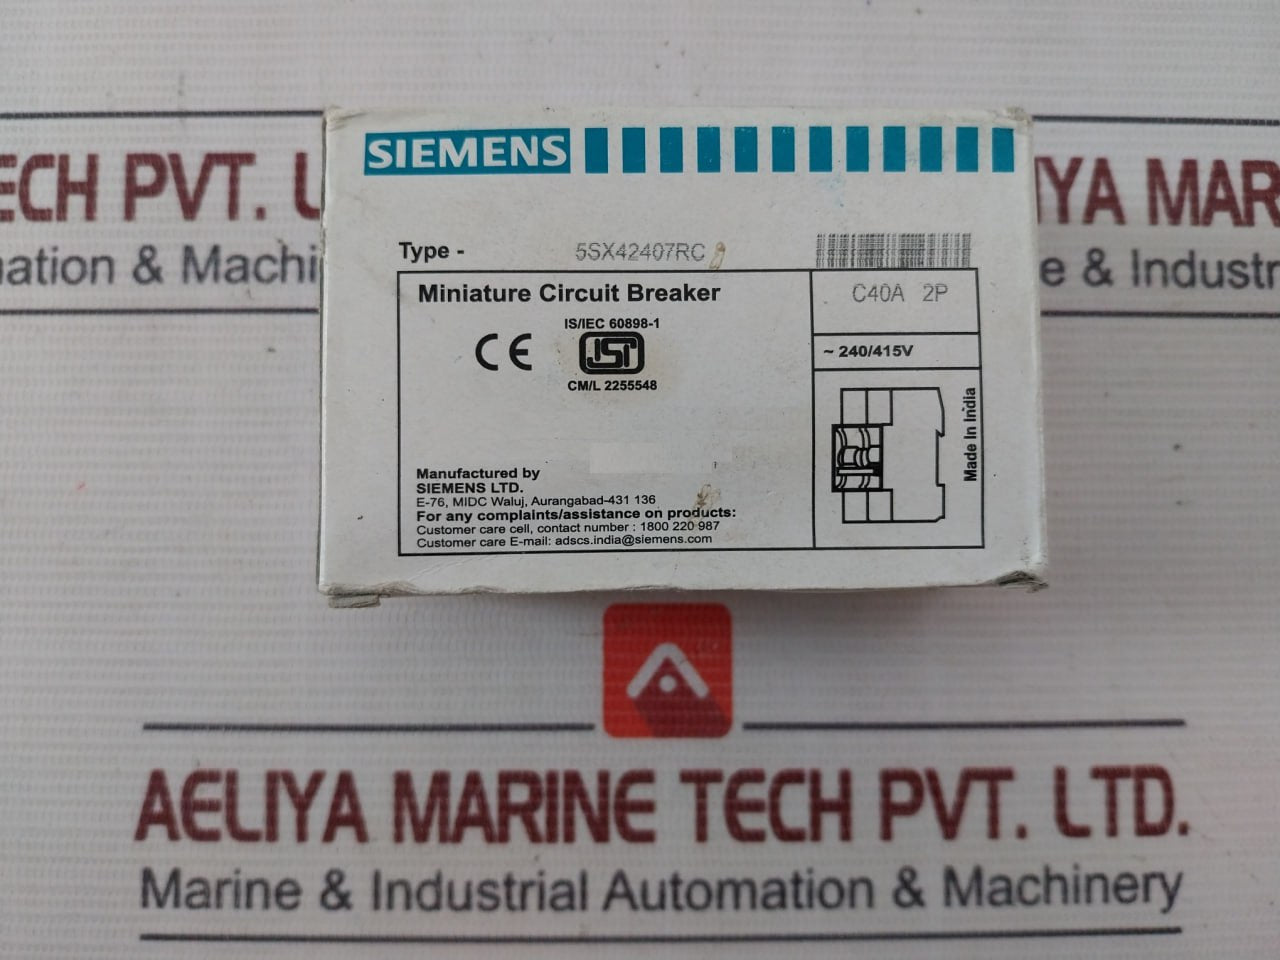 ECH PVT. L
YA MAR
ation & Machi
e & Industr
SIEMENS
Type - 5SX42407RC
Miniature Circuit Breaker
C40A 2P
IS/IEC 60898-1
CE
ISI
~ 240/415V
CM/L 2255548
Made In India
Manufactured by
SIEMENS LTD.
E-76, MIDC Waluj, Aurangabad-431 136
For any complaints/assistance on products:
Customer care cell, contact number : 1800 220 987
Customer care E-mail: adscs.india@siemens.com
AELIYA MARINE TECH PVT. LTD.
Marine & Industrial Automation & Machinery